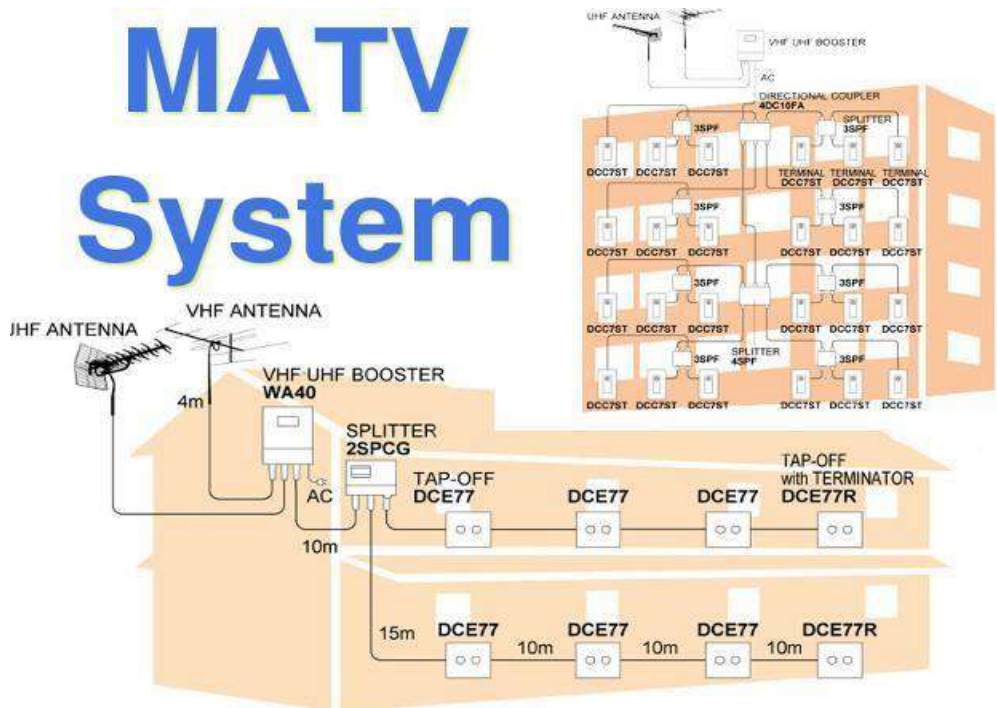 MATV
System
UHF ANTENNA
VHF UHF BOOSTER
AC
DIRECTIONAL COUPLER
4DC10FA
3SPF
SPLITTER
3SPF
DCC7ST DCC7ST DCC7ST
TERMINAL TERMINAL TERMINAL
DCC7ST DCC7ST DCC7ST
3SPF 3SPF
DCC7ST DCC7ST DCC7ST DCC7ST DCC7ST DCC7ST
3SPF 3SPF
DCC7ST DCC7ST DCC7ST DCC7ST DCC7ST DCC7ST
3SPF
SPLITTER
4SPF
3SPF
DCC7ST DCC7ST DCC7ST DCC7ST DCC7ST DCC7ST
UHF ANTENNA
VHF ANTENNA
4m
VHF UHF BOOSTER
WA40
AC
10m
SPLITTER
2SPCG
TAP-OFF
DCE77
DCE77
DCE77
TAP-OFF
with TERMINATOR
DCE77R
15m
DCE77
10m
DCE77
10m
DCE77
10m
DCE77R